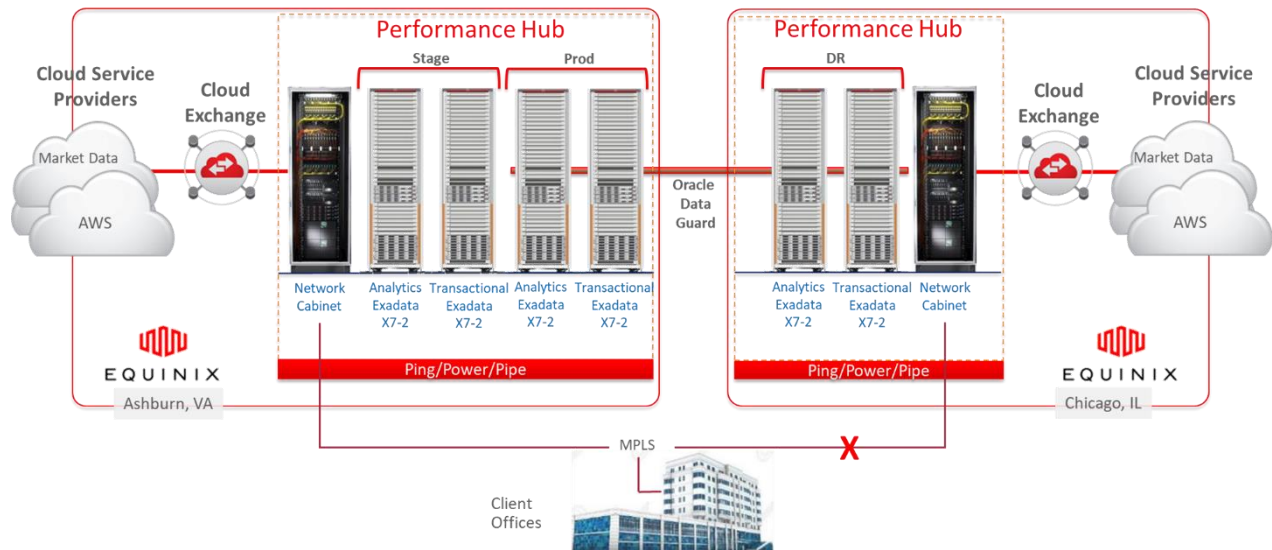 Performance Hub
Stage
Prod
Cloud Service
Providers
Cloud
Exchange
Market Data
AWS
Network
Cabinet
Analytics
Exadata
X7-2
Transactional
Exadata
X7-2
Analytics
Exadata
X7-2
Transactional
Exadata
X7-2
Ping/Power/Pipe
EQUINIX
Ashburn, VA
Oracle
Data
Guard
Performance Hub
DR
Cloud
Exchange
Cloud Service
Providers
Market Data
AWS
Analytics
Exadata
X7-2
Transactional
Exadata
X7-2
Network
Cabinet
Ping/Power/Pipe
EQUINIX
Chicago, IL
MPLS
X
Client
Offices